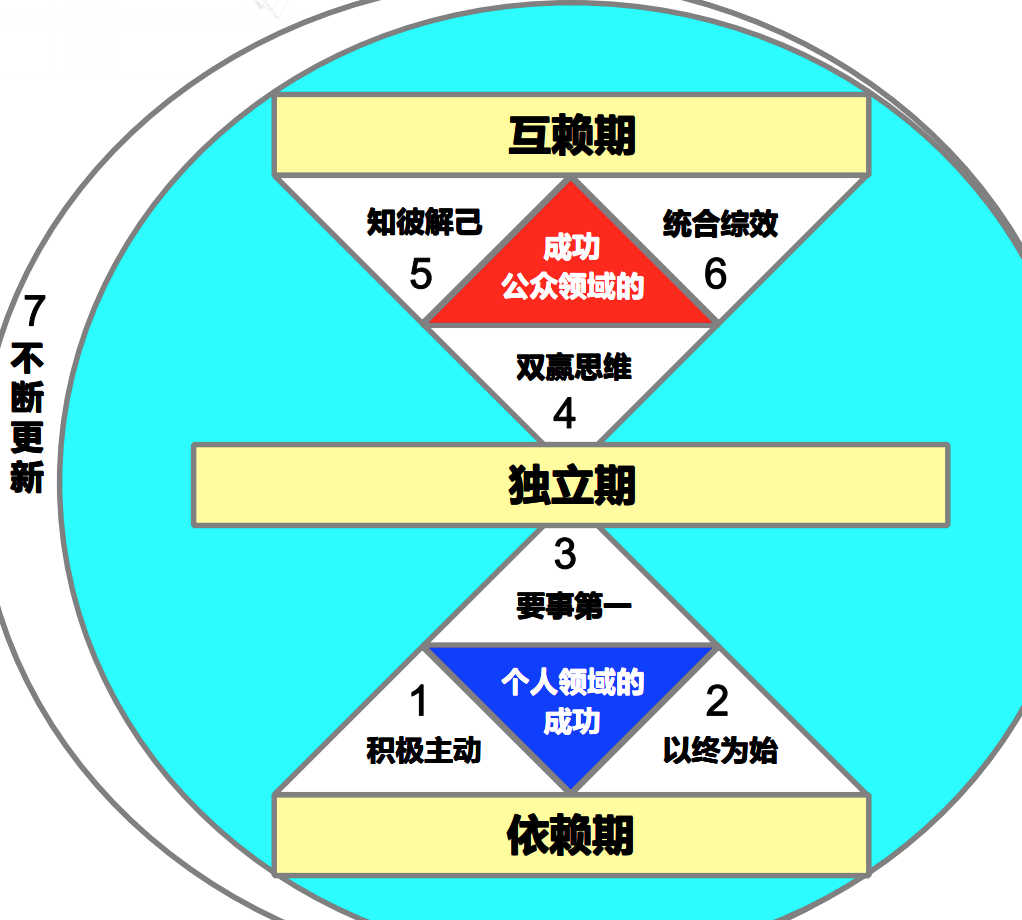 互赖期
知彼解己
5
成功
公众领域的
统合综效
6
双赢思维
4
7
不
断
更
新
独立期
3
要事第一
1
积极主动
个人领域的
成功
2
以终为始
依赖期